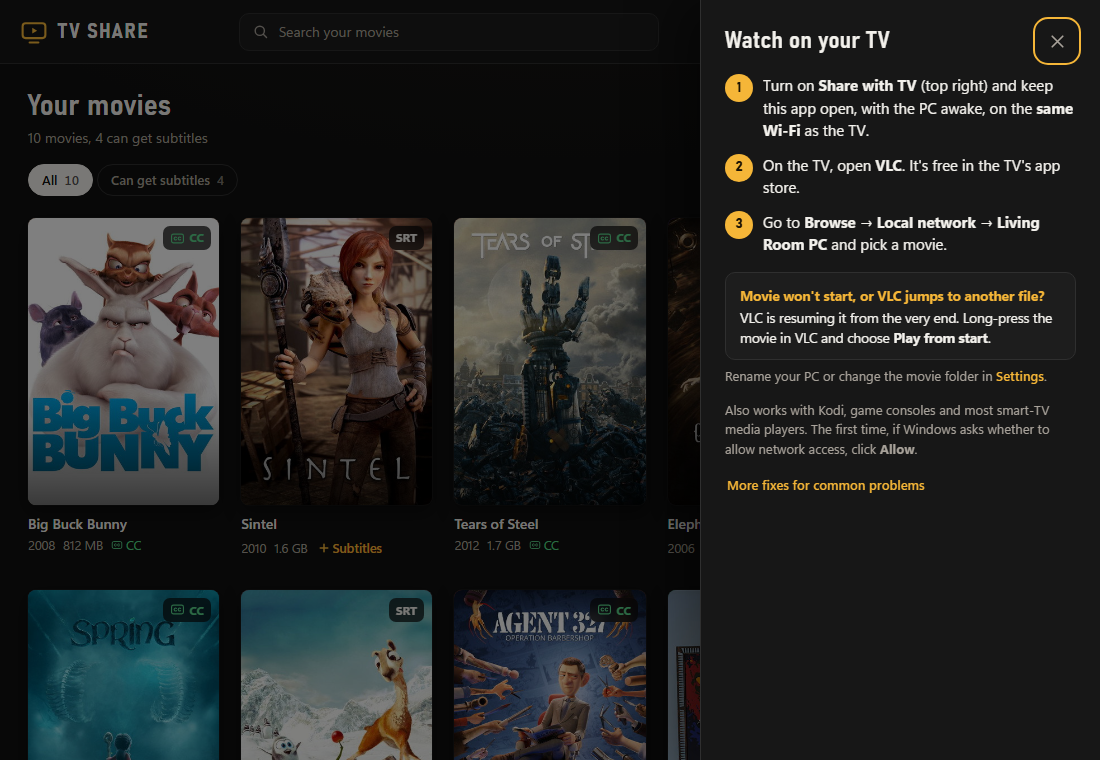 TV SHARE
Search your movies
Your movies
10 movies, 4 can get subtitles
All 10
Can get subtitles 4
CC
SRT
TEARS OF ST
CC
Big Buck
BUNNY
SINTEL
Big Buck Bunny
2008 812 MB CC
Sintel
2010 1.6 GB + Subtitles
Tears of Steel
2012 1.7 GB CC
Eleph
2006
CC
SPRING
SRT
CC
AGENT 327
OPERATION BARBERSHOP
Watch on your TV
1 Turn on Share with TV (top right) and keep
this app open, with the PC awake, on the same
Wi-Fi as the TV.
2 On the TV, open VLC. It's free in the TV's app
store.
3 Go to Browse → Local network → Living
Room PC and pick a movie.
Movie won't start, or VLC jumps to another file?
VLC is resuming it from the very end. Long-press the
movie in VLC and choose Play from start.
Rename your PC or change the movie folder in Settings.
Also works with Kodi, game consoles and most smart-TV
media players. The first time, if Windows asks whether to
allow network access, click Allow.
More fixes for common problems